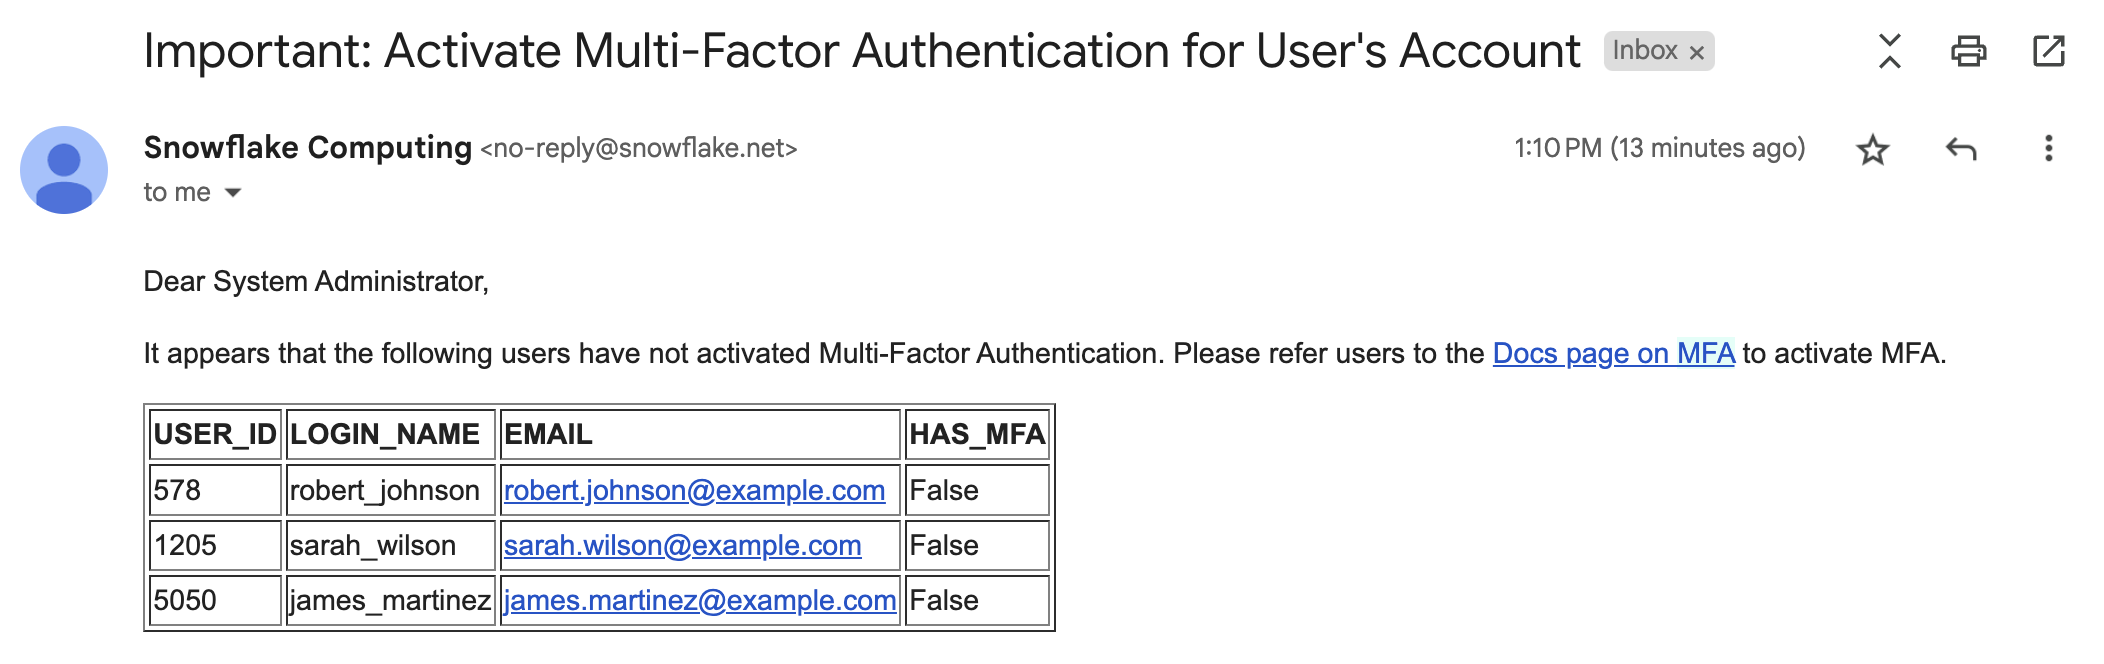 Important: Activate Multi-Factor Authentication for User's Account Inbox ×
Snowflake Computing <no-reply@snowflake.net> 1:10 PM (13 minutes ago)
to me
Dear System Administrator,
It appears that the following users have not activated Multi-Factor Authentication. Please refer users to the Docs page on MFA to activate MFA.
USER_ID LOGIN_NAME EMAIL HAS_MFA
578 robert_johnson robert.johnson@example.com False
1205 sarah_wilson sarah.wilson@example.com False
5050 james_martinez james.martinez@example.com False